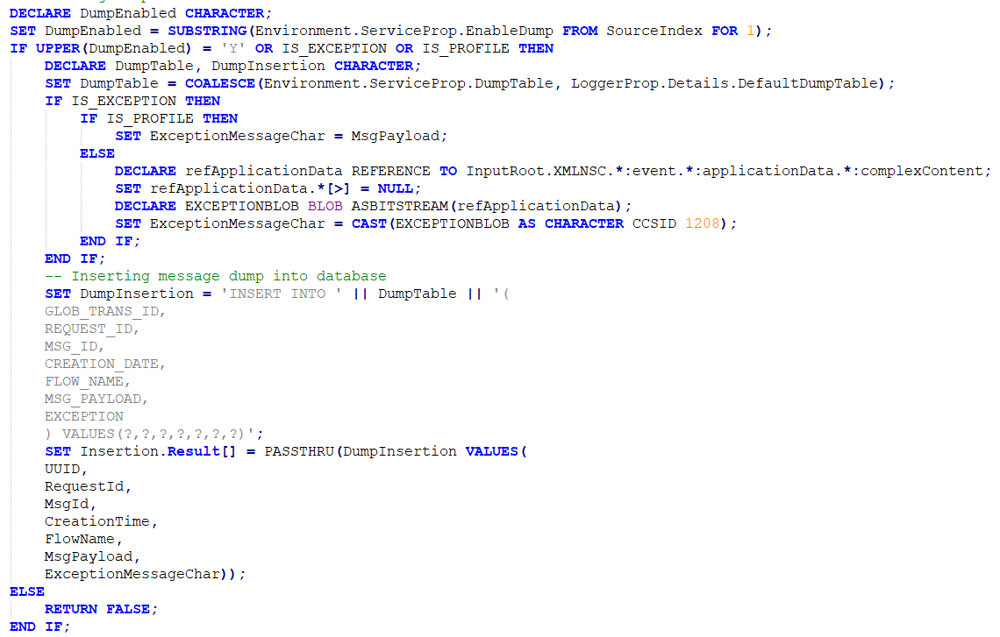 DECLARE DumpEnabled CHARACTER;
SET DumpEnabled = SUBSTRING(Environment.ServiceProp.EnableDump FROM SourceIndex FOR 1);
IF UPPER(DumpEnabled) = 'Y' OR IS_EXCEPTION OR IS_PROFILE THEN
    DECLARE DumpTable, DumpInsertion CHARACTER;
    SET DumpTable = COALESCE(Environment.ServiceProp.DumpTable, LoggerProp.Details.DefaultDumpTable);
    IF IS_EXCEPTION THEN
        IF IS_PROFILE THEN
            SET ExceptionMessageChar = MsgPayload;
        ELSE
            DECLARE refApplicationData REFERENCE TO InputRoot.XMLNSC.*:event.*:applicationData.*:complexContent;
            SET refApplicationData.*[>] = NULL;
            DECLARE EXCEPTIONBLOB BLOB ASBITSTREAM(refApplicationData);
            SET ExceptionMessageChar = CAST(EXCEPTIONBLOB AS CHARACTER CCSID 1208);
        END IF;
    END IF;
    -- Inserting message dump into database
    SET DumpInsertion = 'INSERT INTO ' || DumpTable || '(
    GLOB_TRANS_ID,
    REQUEST_ID,
    MSG_ID,
    CREATION_DATE,
    FLOW_NAME,
    MSG_PAYLOAD,
    EXCEPTION
    ) VALUES(?,?,?,?,?,?,?)';
    SET Insertion.Result[] = PASSTHRU(DumpInsertion VALUES(
    UUID,
    RequestId,
    MsgId,
    CreationTime,
    FlowName,
    MsgPayload,
    ExceptionMessageChar));
ELSE
    RETURN FALSE;
END IF;